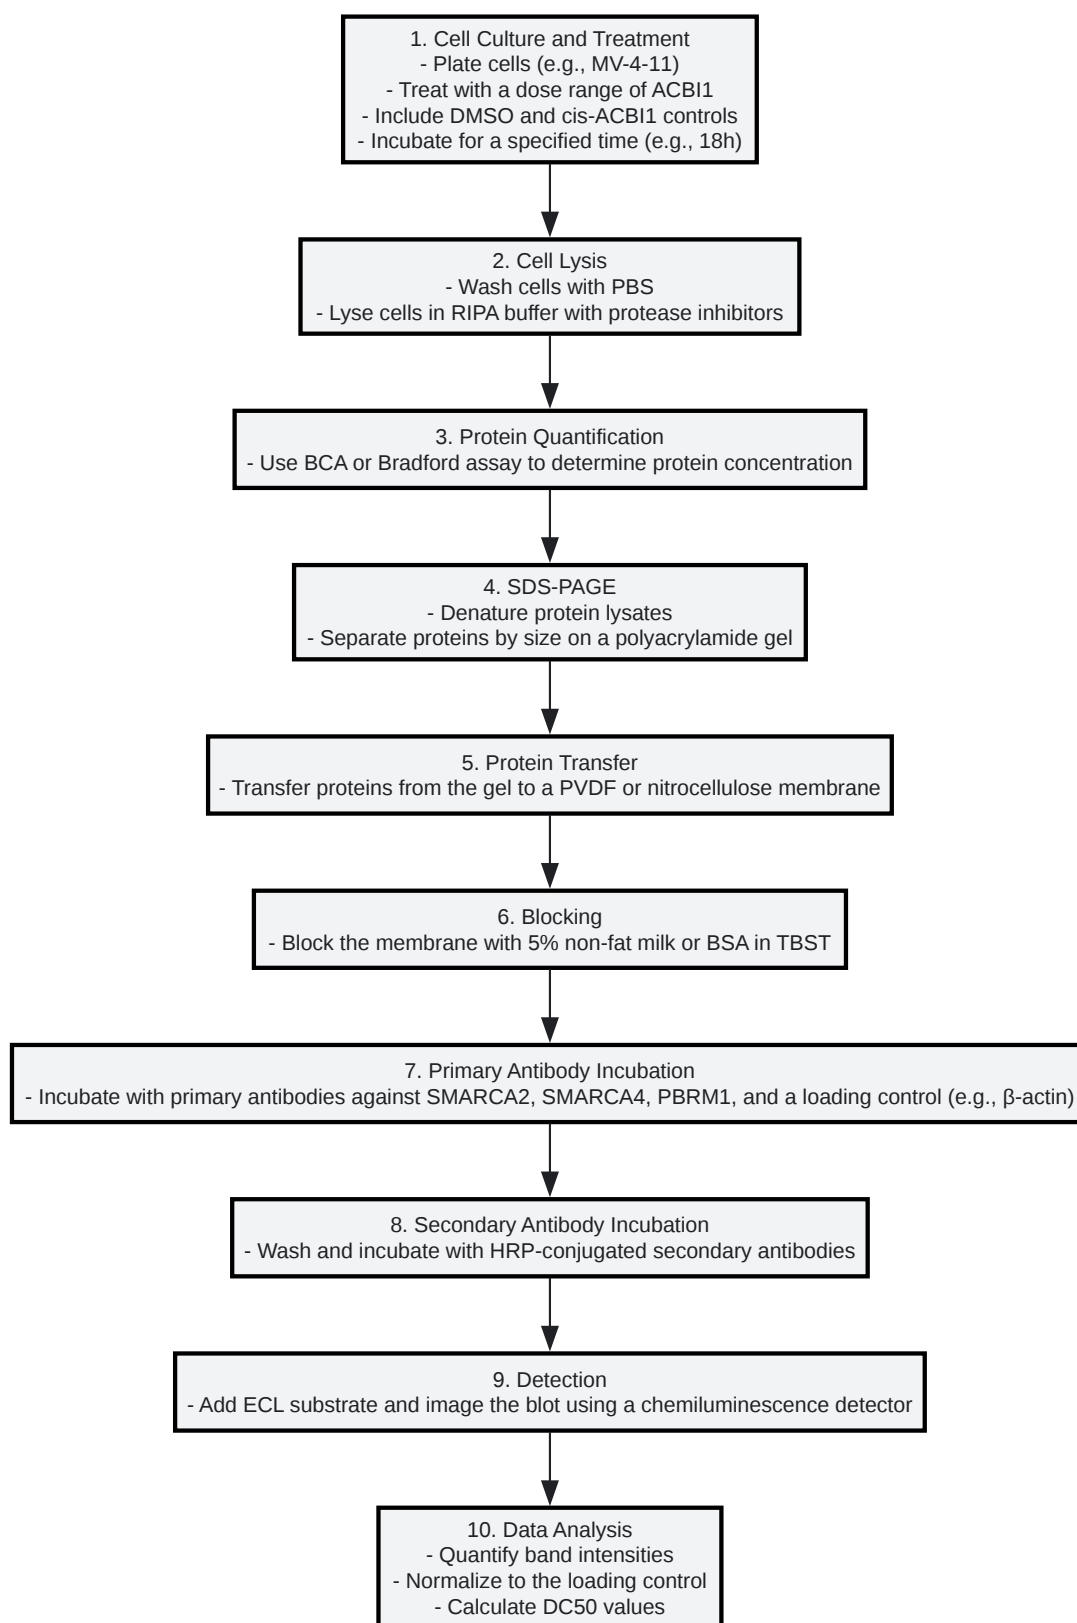 1. Cell Culture and Treatment
- Plate cells (e.g., MV-4-11)
- Treat with a dose range of ACBI1
- Include DMSO and cis-ACBI1 controls
- Incubate for a specified time (e.g., 18h)
2. Cell Lysis
- Wash cells with PBS
- Lyse cells in RIPA buffer with protease inhibitors
3. Protein Quantification
- Use BCA or Bradford assay to determine protein concentration
4. SDS-PAGE
- Denature protein lysates
- Separate proteins by size on a polyacrylamide gel
5. Protein Transfer
- Transfer proteins from the gel to a PVDF or nitrocellulose membrane
6. Blocking
- Block the membrane with 5% non-fat milk or BSA in TBST
7. Primary Antibody Incubation
- Incubate with primary antibodies against SMARCA2, SMARCA4, PBRM1, and a loading control (e.g., β-actin)
8. Secondary Antibody Incubation
- Wash and incubate with HRP-conjugated secondary antibodies
9. Detection
- Add ECL substrate and image the blot using a chemiluminescence detector
10. Data Analysis
- Quantify band intensities
- Normalize to the loading control
- Calculate DC50 values